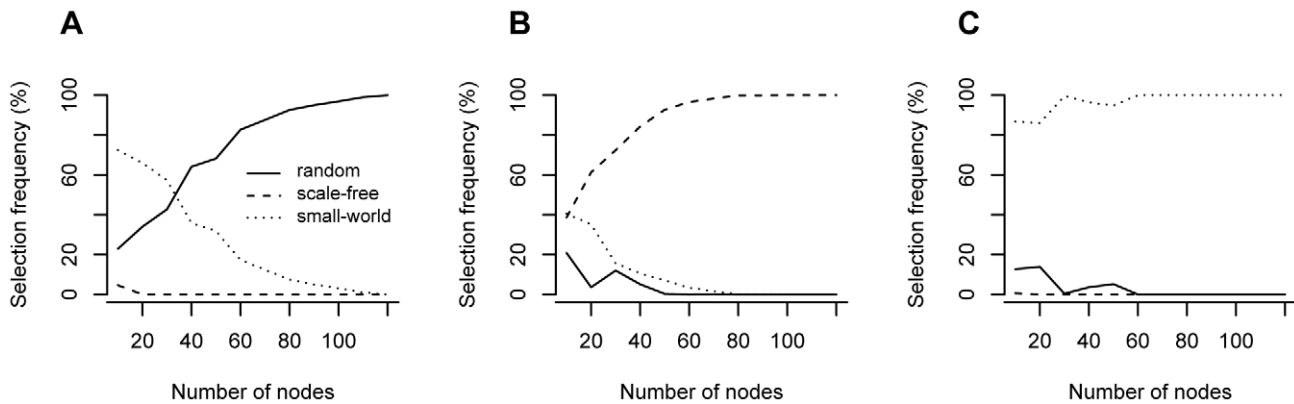 A
Selection frequency (%)
100
60
20
0
random
scale-free
small-world
20 40 60 80 100
Number of nodes
B
Selection frequency (%)
100
60
20
0
20 40 60 80 100
Number of nodes
C
Selection frequency (%)
100
60
20
0
20 40 60 80 100
Number of nodes